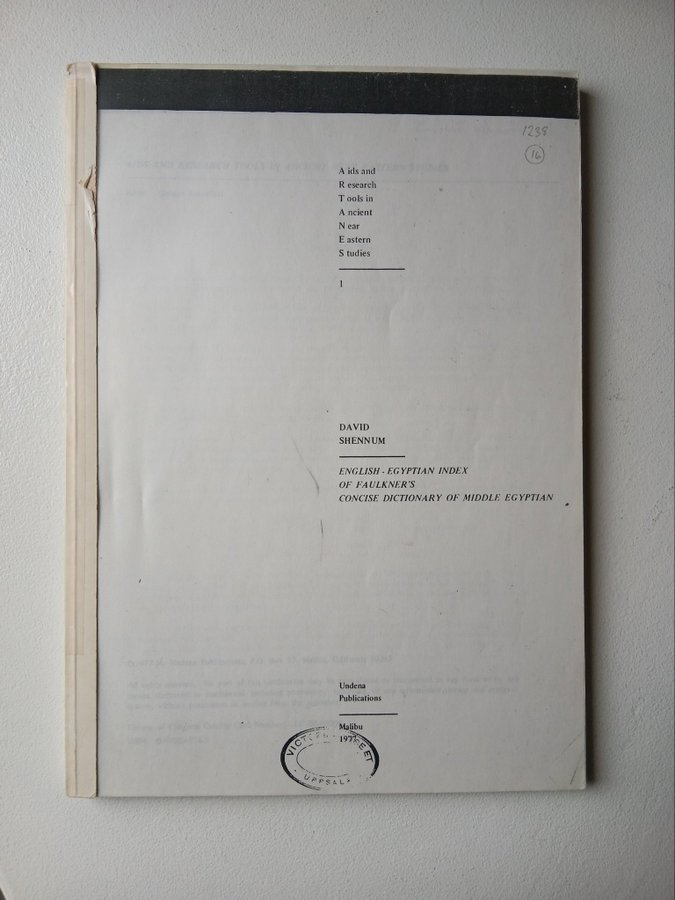 1238
16
A ids and
R esearch
T ools in
A ncient
N ear
E astern
S tudies
1
DAVID
SHENNUM
ENGLISH - EGYPTIAN INDEX
OF FAULKNER'S
CONCISE DICTIONARY OF MIDDLE EGYPTIAN
Undena
Publications
Malibu
1977
UPPSALA